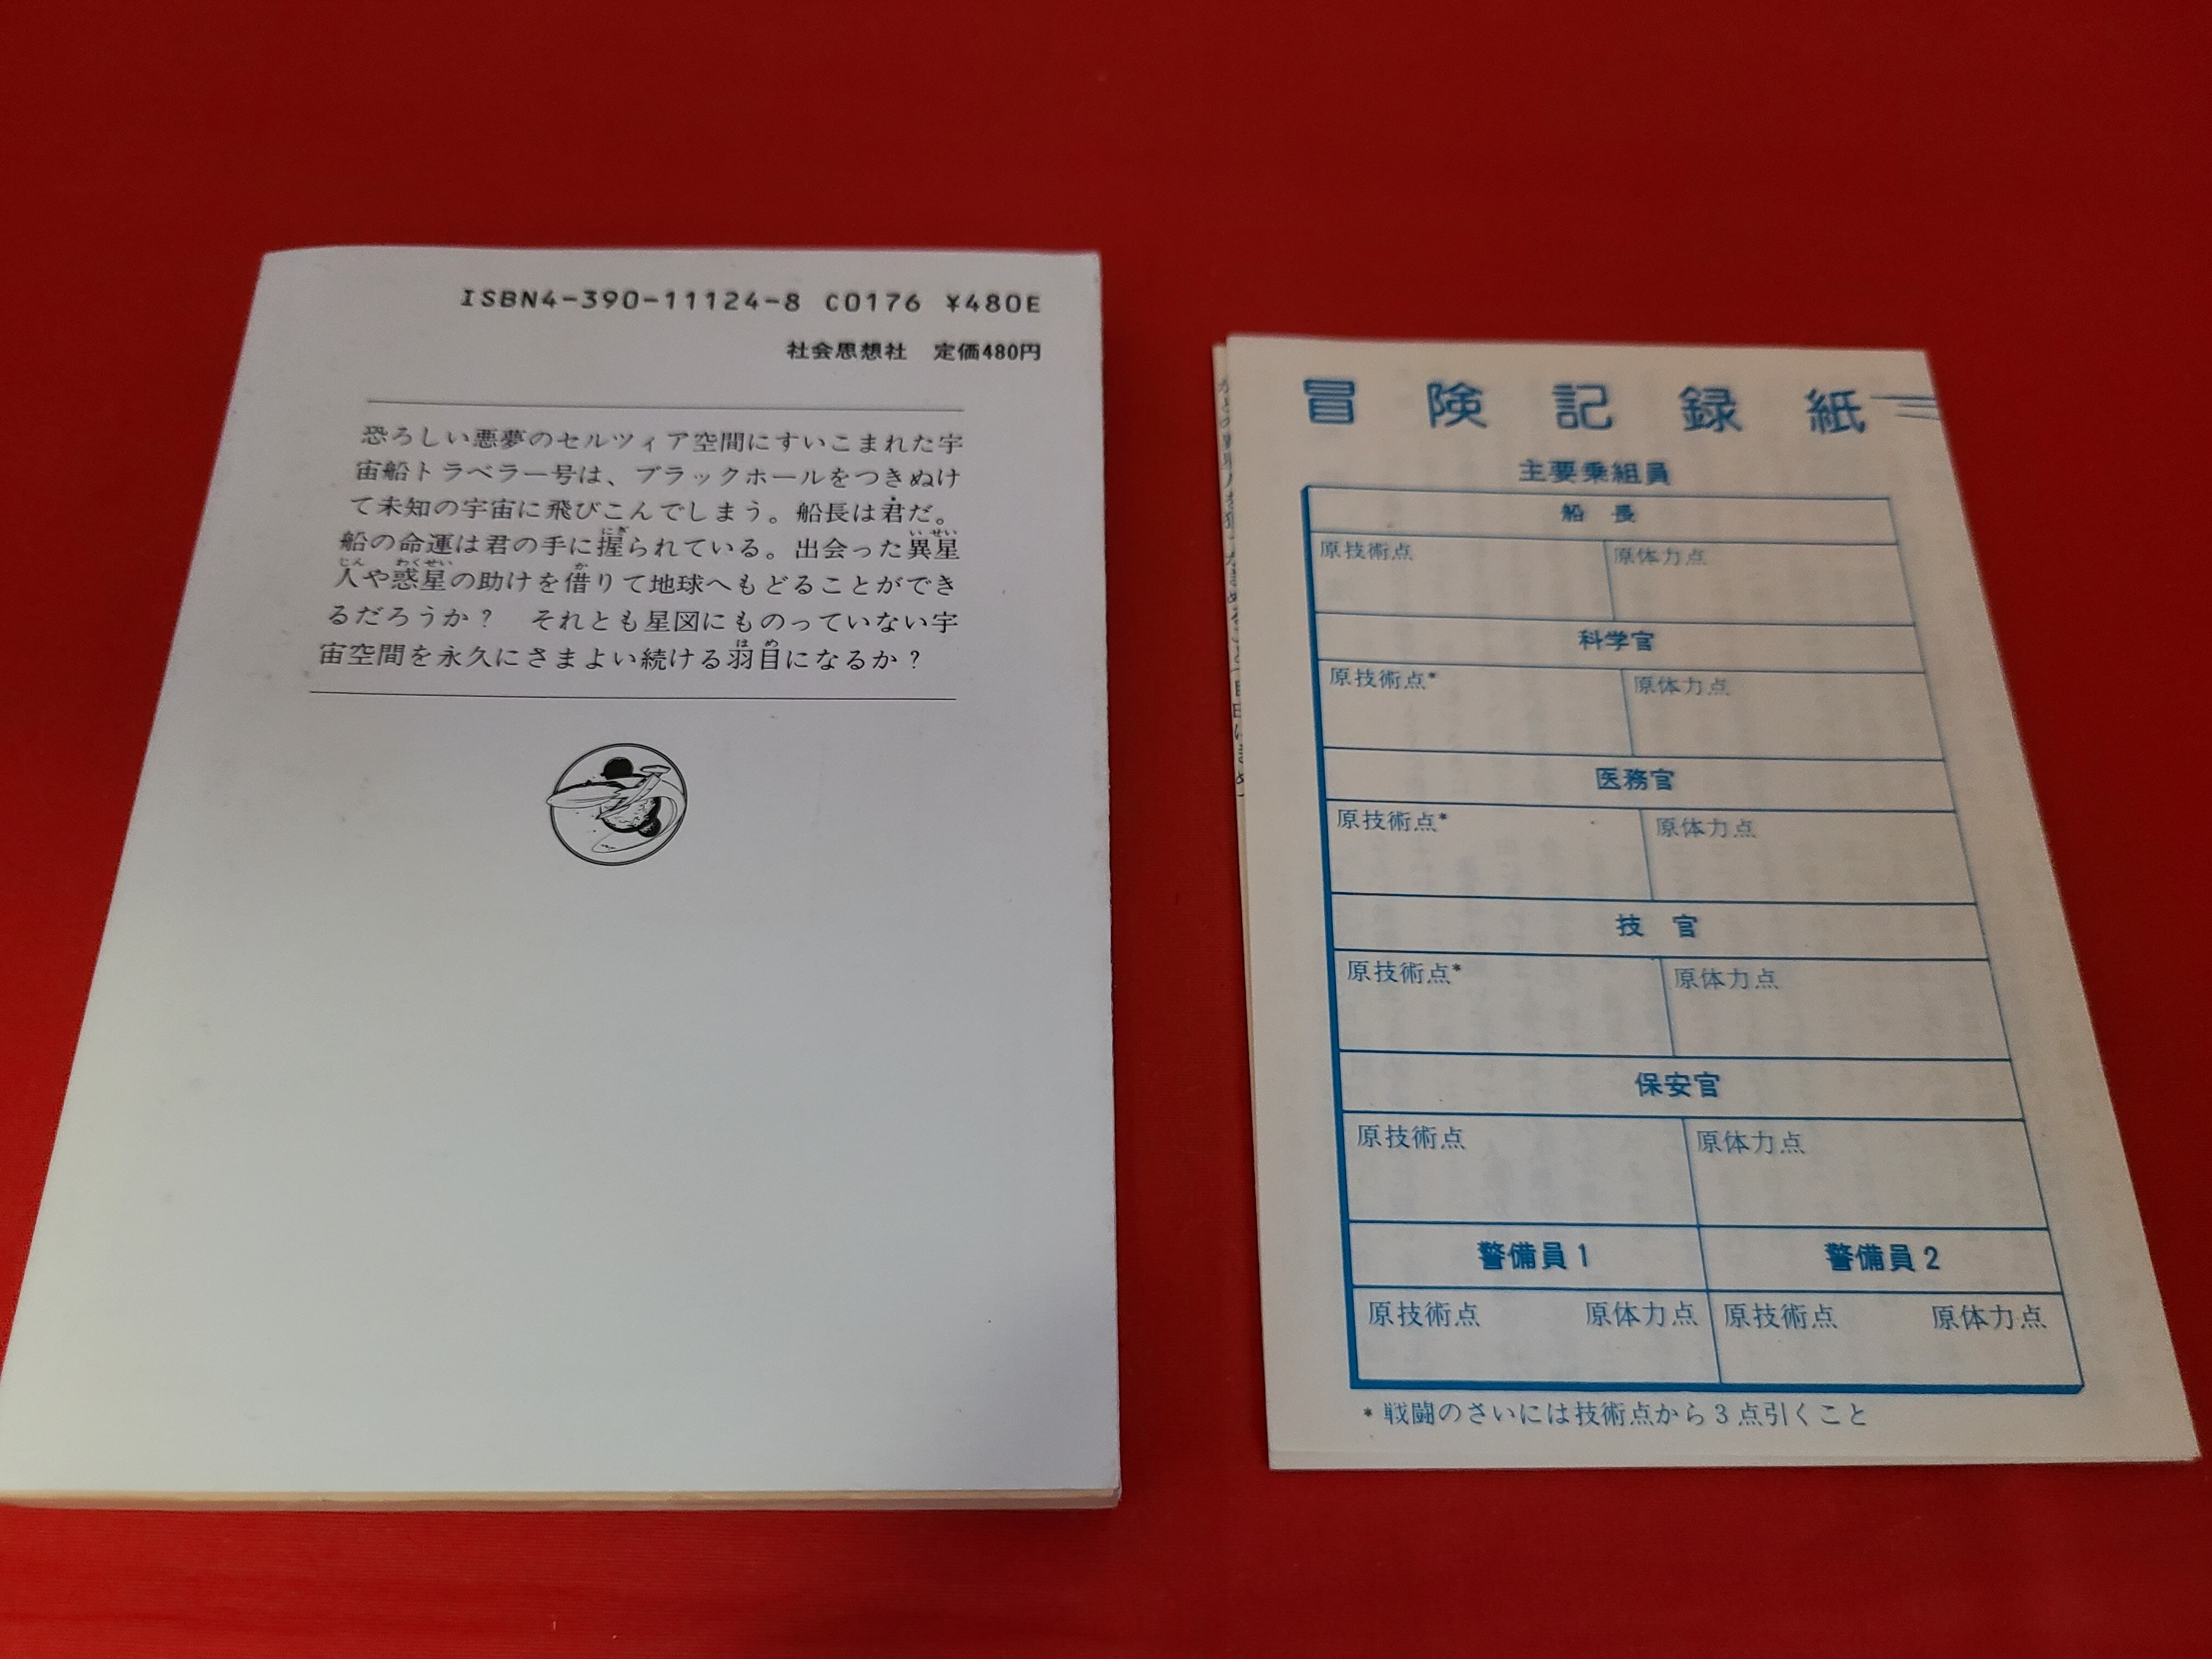 ISBN4-390-11124-8 C0176 ¥480E
社会思想社 定価480円
恐ろしい悪夢のセルツィア空間にすいこまれた宇
宙船トラベラー号は、ブラックホールをつきぬけ
て未知の宇宙に飛びこんでしまう。船長は君だ。
船の命運は君の手に握られている。出会った異星
人や惑星の助けを借りて地球へもどることができ
るだろうか？ それとも星図にものっていない宇
宙空間を永久にさまよい続ける羽目になるか？
冒険記録紙
主要乗組員
船長
原技術点 原体力点
科学官
原技術点* 原体力点
医務官
原技術点* 原体力点
技官
原技術点* 原体力点
保安官
原技術点 原体力点
警備員1 警備員2
原技術点 原体力点 原技術点 原体力点
* 戦闘のさいには技術点から3点引くこと